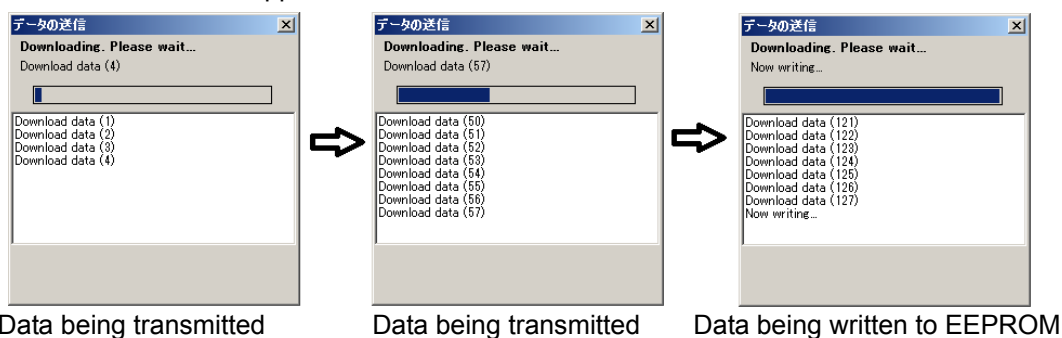 データの送信
Downloading. Please wait...
Download data (4)
Download data (1)
Download data (2)
Download data (3)
Download data (4)
Data being transmitted
データの送信
Downloading. Please wait...
Download data (57)
Download data (50)
Download data (51)
Download data (52)
Download data (53)
Download data (54)
Download data (55)
Download data (56)
Download data (57)
Data being transmitted
データの送信
Downloading. Please wait...
Now writing...
Download data (121)
Download data (122)
Download data (123)
Download data (124)
Download data (125)
Download data (126)
Download data (127)
Now writing...
Data being written to EEPROM